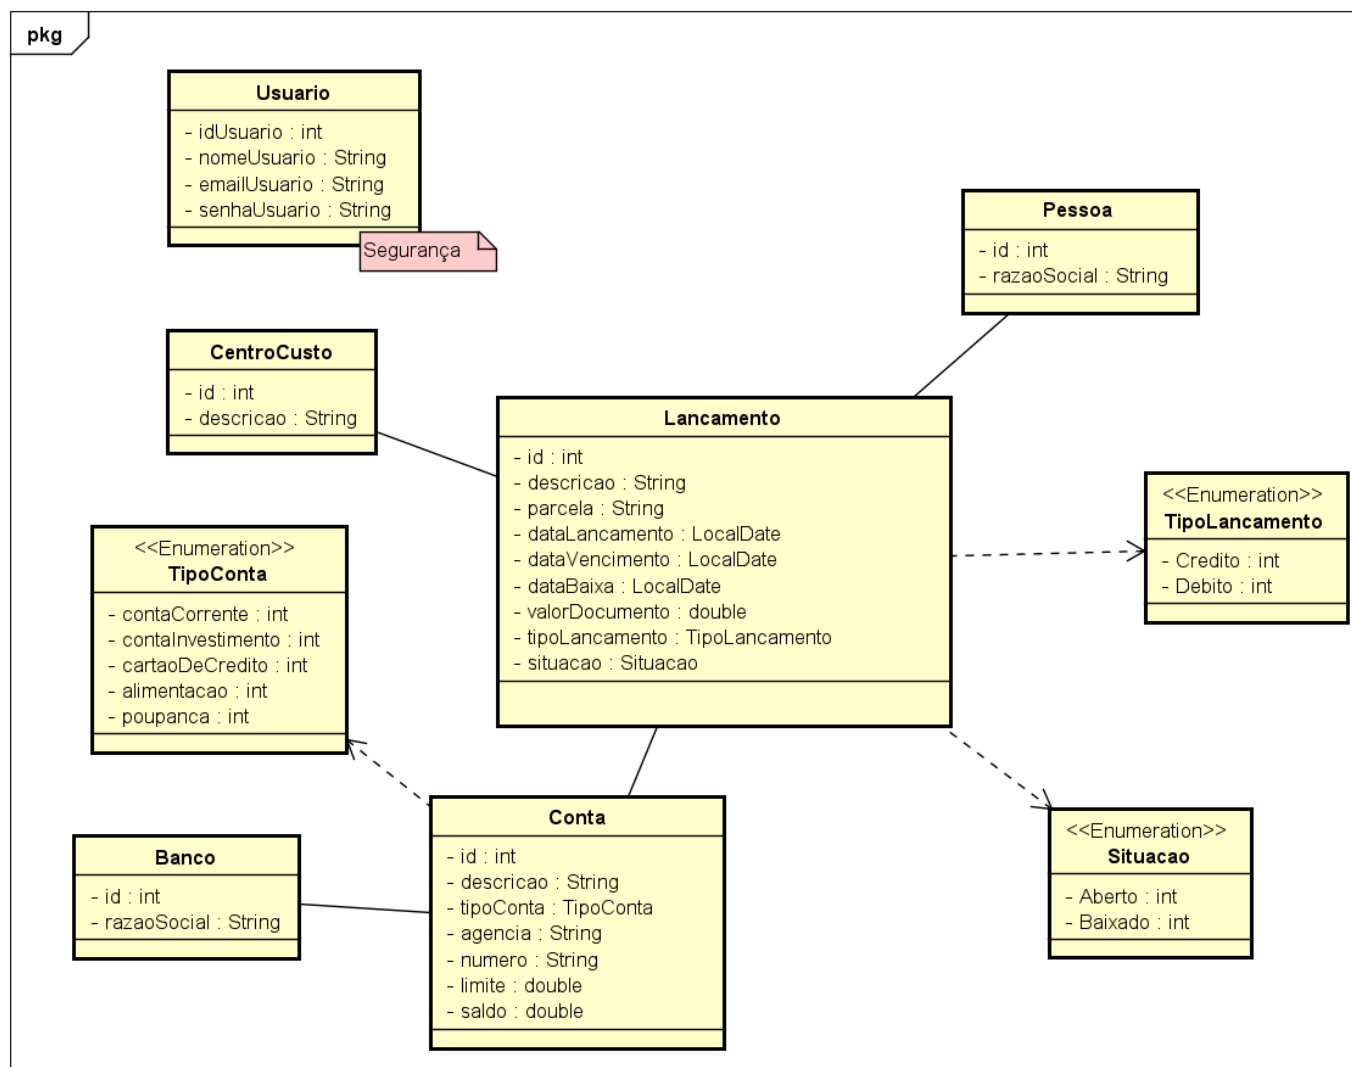 pkg
Usuario
- idUsuario : int
- nomeUsuario : String
- emailUsuario : String
- senhaUsuario : String
Segurança
Pessoa
- id : int
- razaoSocial : String
CentroCusto
- id : int
- descricao : String
Lancamento
- id : int
- descricao : String
- parcela : String
- dataLancamento : LocalDate
- dataVencimento : LocalDate
- dataBaixa : LocalDate
- valorDocumento : double
- tipoLancamento : TipoLancamento
- situacao : Situacao
<<Enumeration>>
TipoLancamento
- Credito : int
- Debito : int
<<Enumeration>>
TipoConta
- contaCorrente : int
- contaInvestimento : int
- cartaoDeCredito : int
- alimentacao : int
- poupanca : int
Conta
- id : int
- descricao : String
- tipoConta : TipoConta
- agencia : String
- numero : String
- limite : double
- saldo : double
Banco
- id : int
- razaoSocial : String
<<Enumeration>>
Situacao
- Aberto : int
- Baixado : int